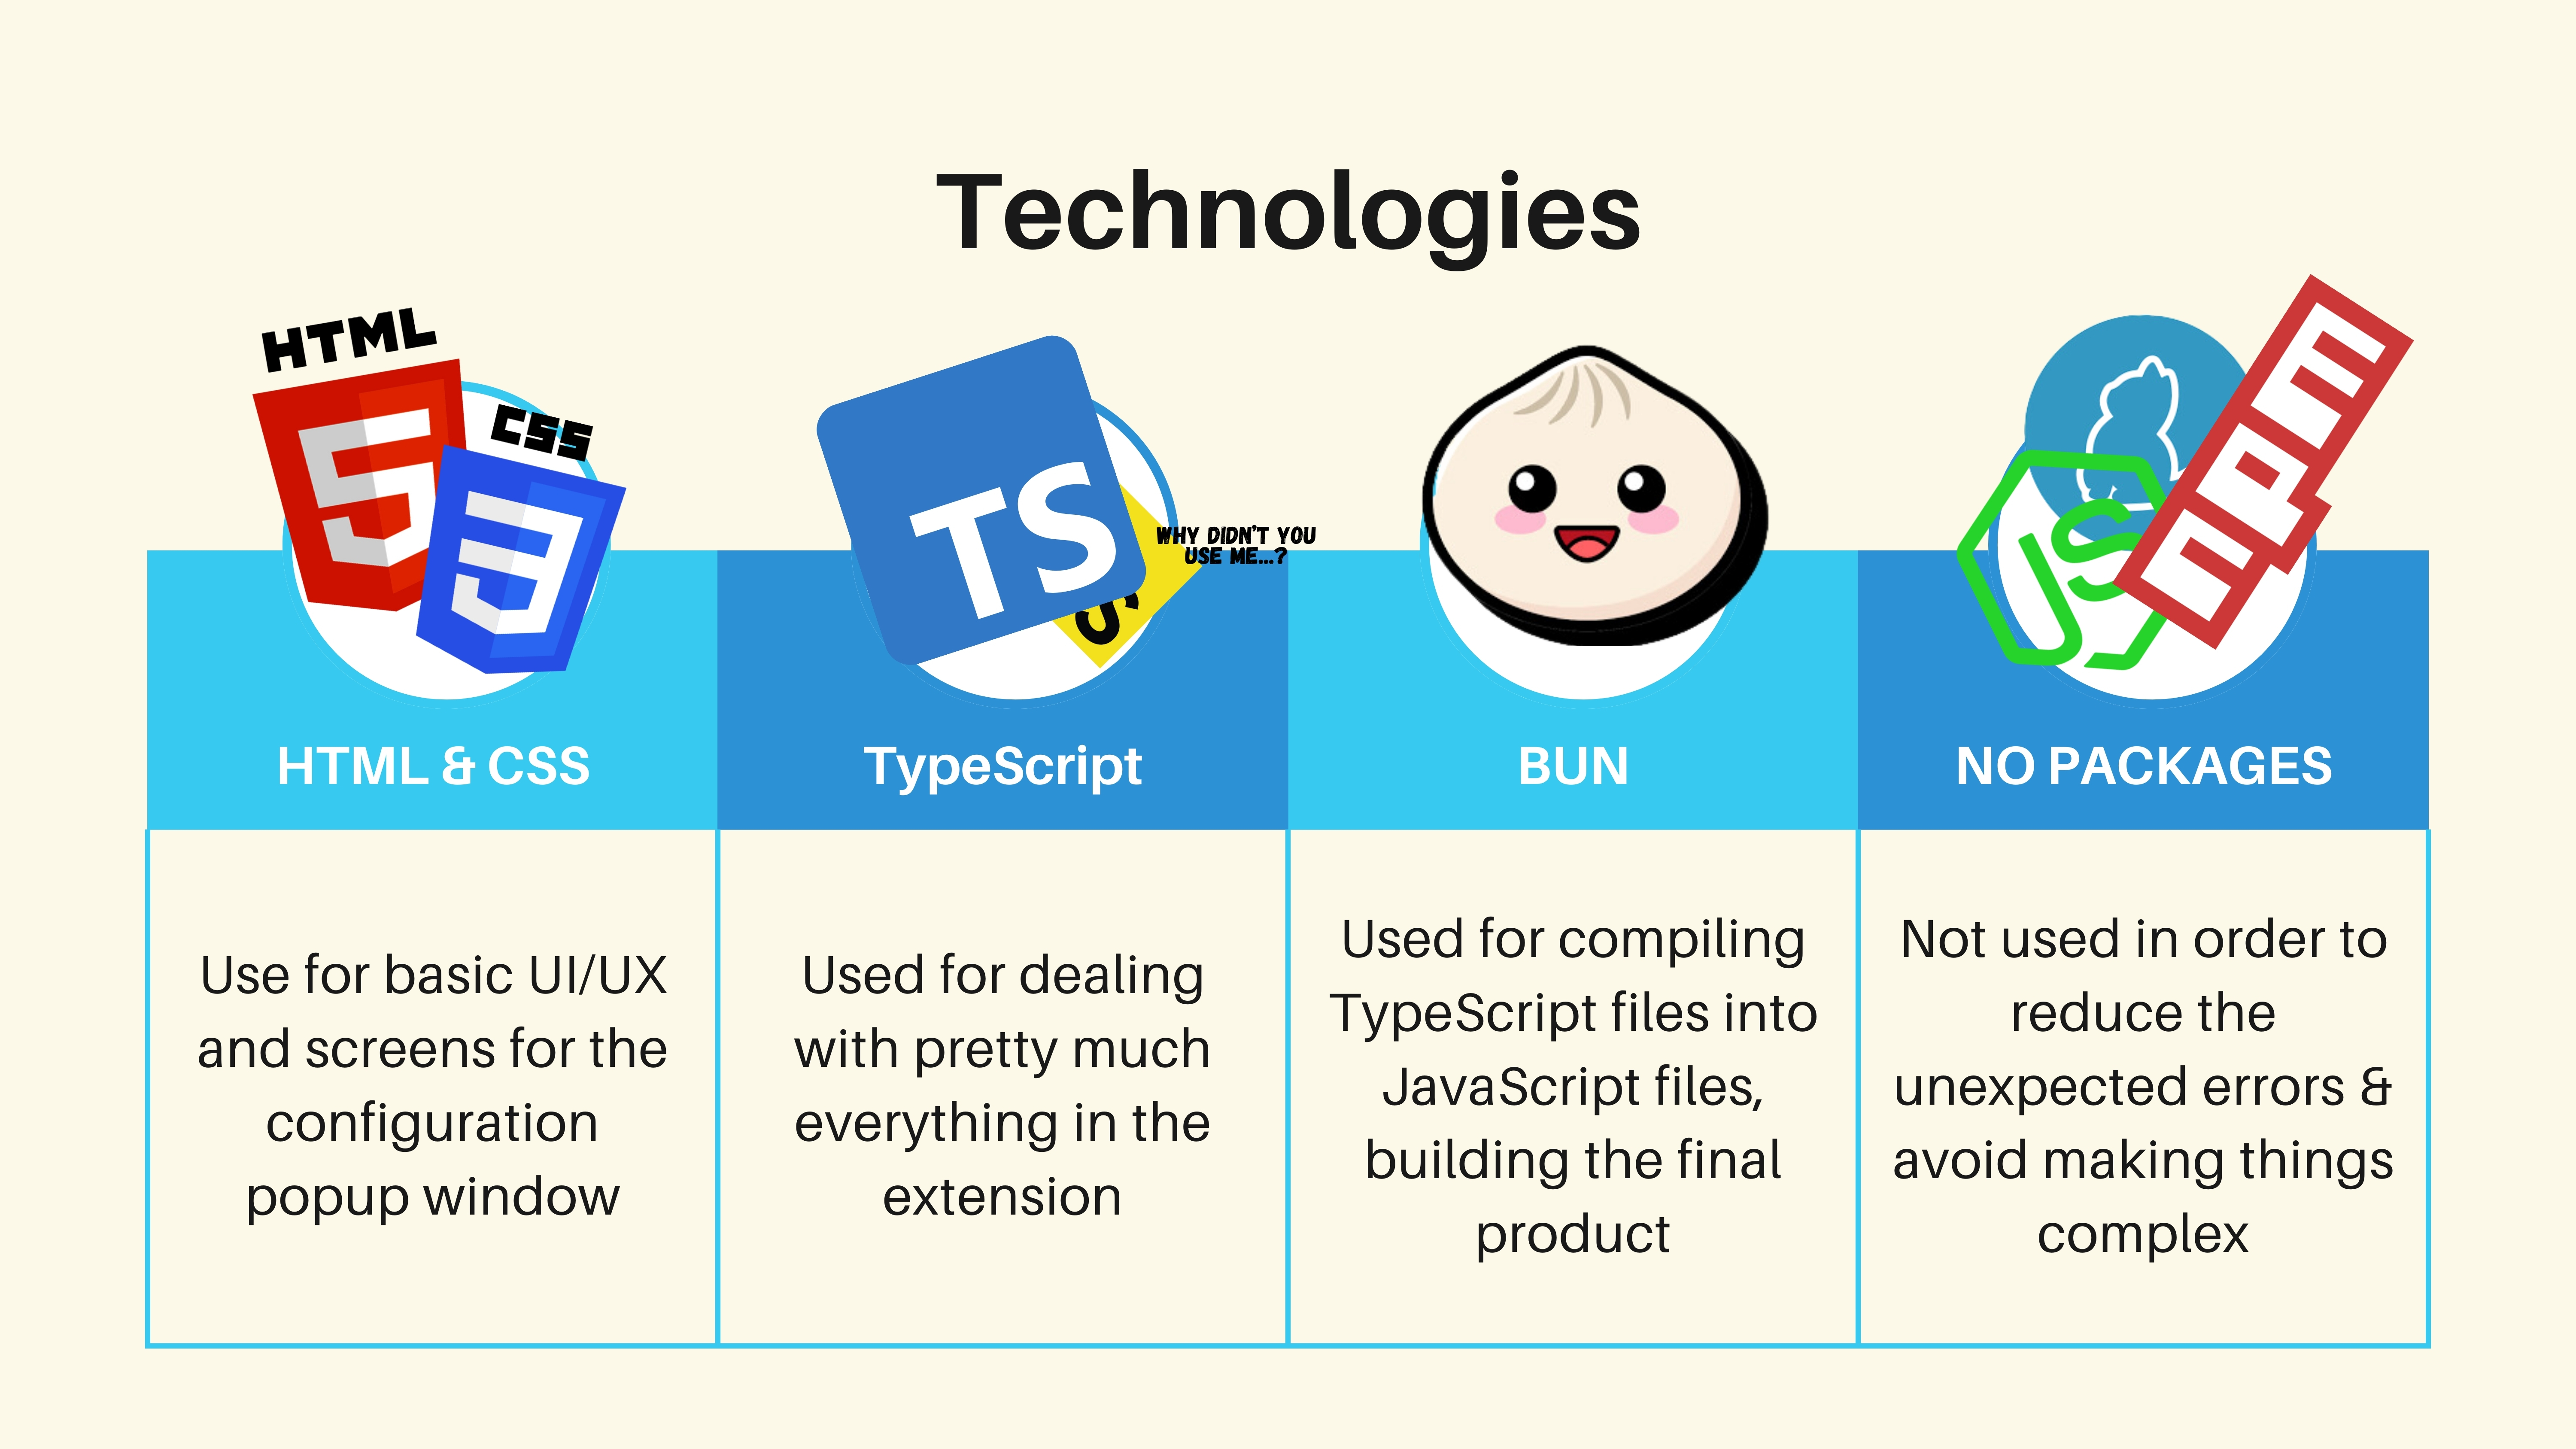 Technologies
HTML
CSS
TS
S
WHY DIDN'T YOU
USE ME...?
JS
npm
HTML & CSS
TypeScript
BUN
NO PACKAGES
Use for basic UI/UX
and screens for the
configuration
popup window
Used for dealing
with pretty much
everything in the
extension
Used for compiling
TypeScript files into
JavaScript files,
building the final
product
Not used in order to
reduce the
unexpected errors &
avoid making things
complex